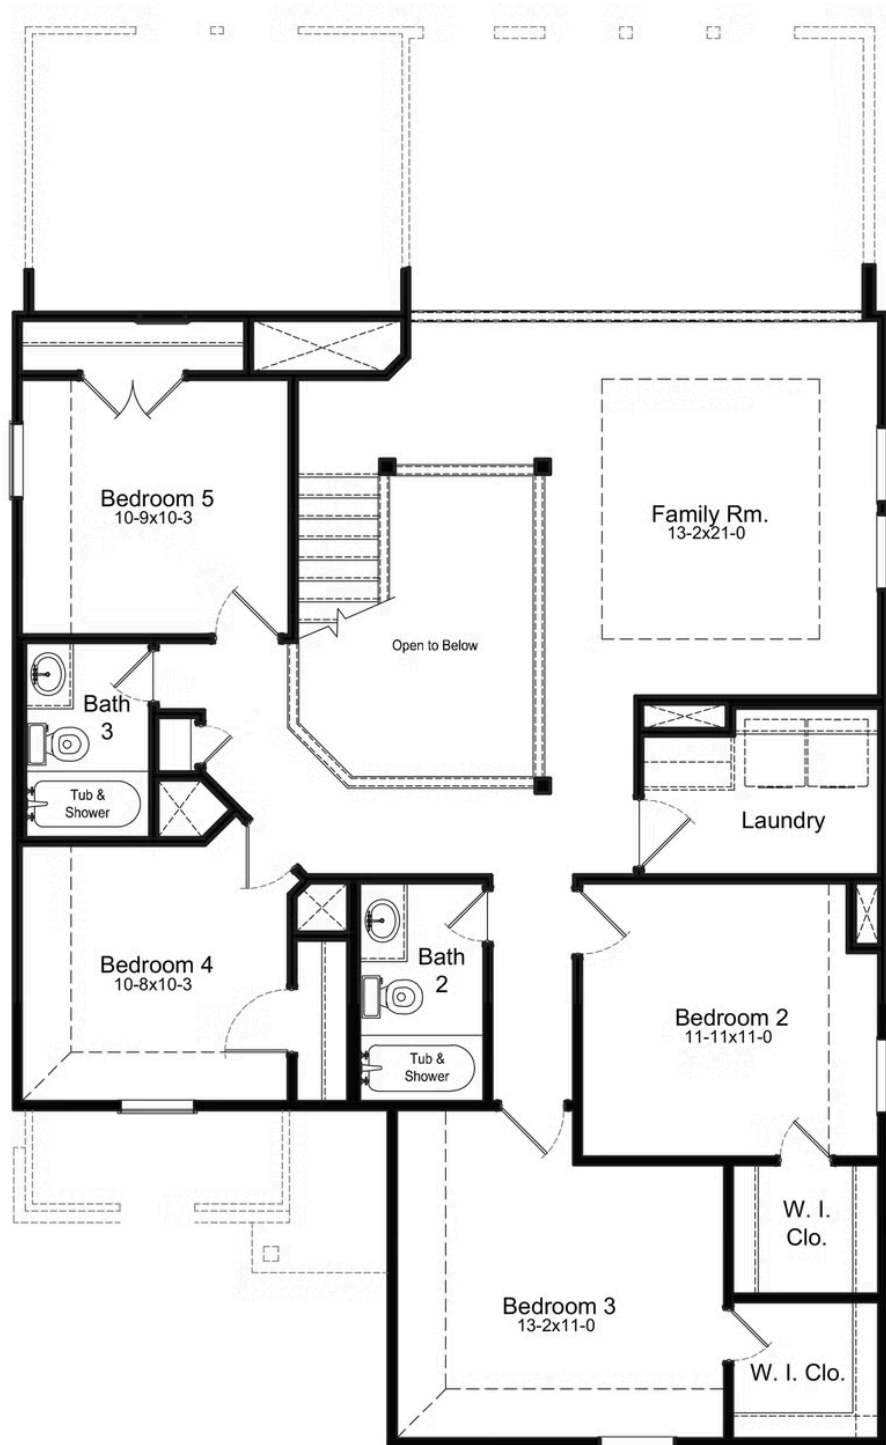 Bedroom 5
10-9x10-3
Family Rm.
13-2x21-0
Open to Below
Bath
3
Tub &
Shower
Laundry
Bedroom 4
10-8x10-3
Bath
2
Tub &
Shower
Bedroom 2
11-11x11-0
W. I.
Clo.
Bedroom 3
13-2x11-0
W. I. Clo.